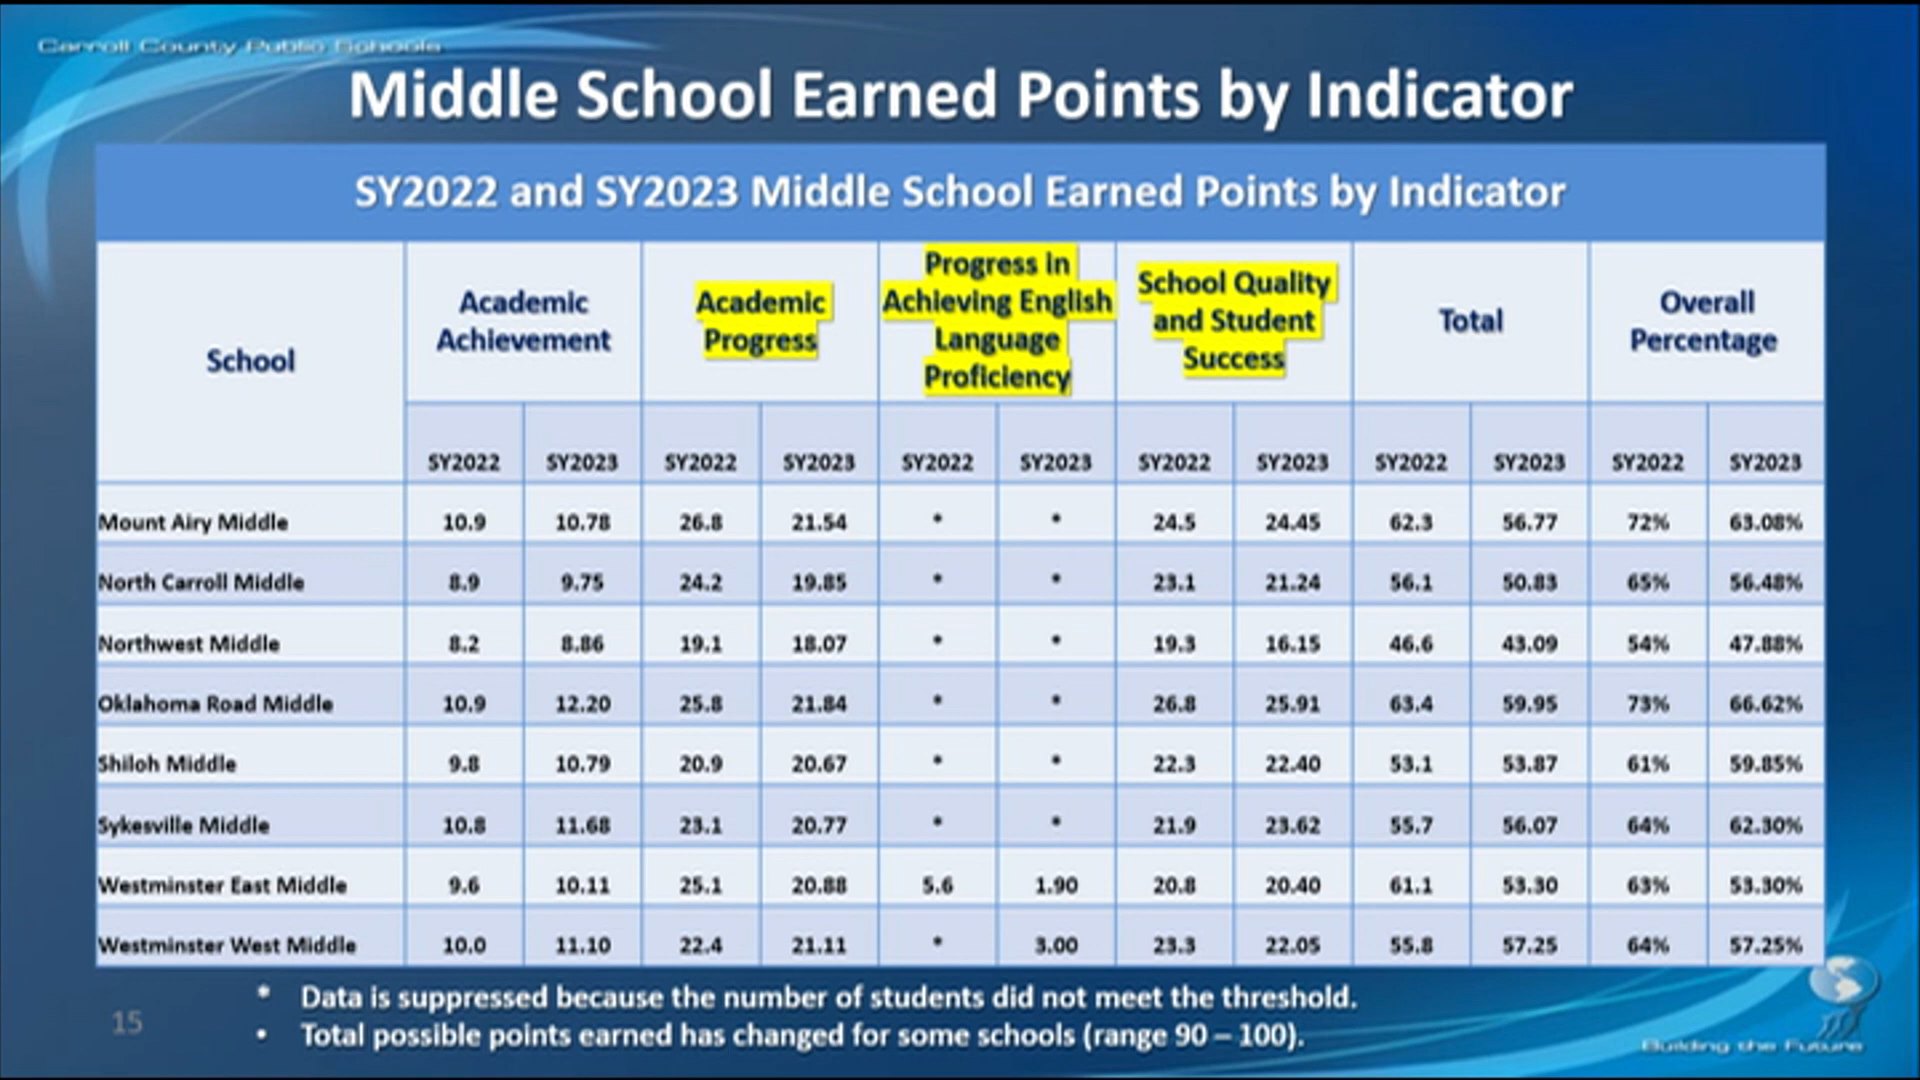 Carroll County Public Schools
Middle School Earned Points by Indicator
SY2022 and SY2023 Middle School Earned Points by Indicator
School
Academic Achievement
Academic Progress
Progress in Achieving English Language Proficiency
School Quality and Student Success
Total
Overall Percentage
SY2022 SY2023 SY2022 SY2023 SY2022 SY2023 SY2022 SY2023 SY2022 SY2023 SY2022 SY2023
Mount Airy Middle 10.9 10.78 26.8 21.54 * * 24.5 24.45 62.3 56.77 72% 63.08%
North Carroll Middle 8.9 9.75 24.2 19.85 * * 23.1 21.24 56.1 50.83 65% 56.48%
Northwest Middle 8.2 8.86 19.1 18.07 * * 19.3 16.15 46.6 43.09 54% 47.88%
Oklahoma Road Middle 10.9 12.20 25.8 21.84 * * 26.8 25.91 63.4 59.95 73% 66.62%
Shiloh Middle 9.8 10.79 20.9 20.67 * * 22.3 22.40 53.1 53.87 61% 59.85%
Sykesville Middle 10.8 11.68 23.1 20.77 * * 21.9 23.62 55.7 56.07 64% 62.30%
Westminster East Middle 9.6 10.11 25.1 20.88 5.6 1.90 20.8 20.40 61.1 53.30 63% 53.30%
Westminster West Middle 10.0 11.10 22.4 21.11 * 3.00 23.3 22.05 55.8 57.25 64% 57.25%
* Data is suppressed because the number of students did not meet the threshold.
• Total possible points earned has changed for some schools (range 90 – 100).
15
Building the Future